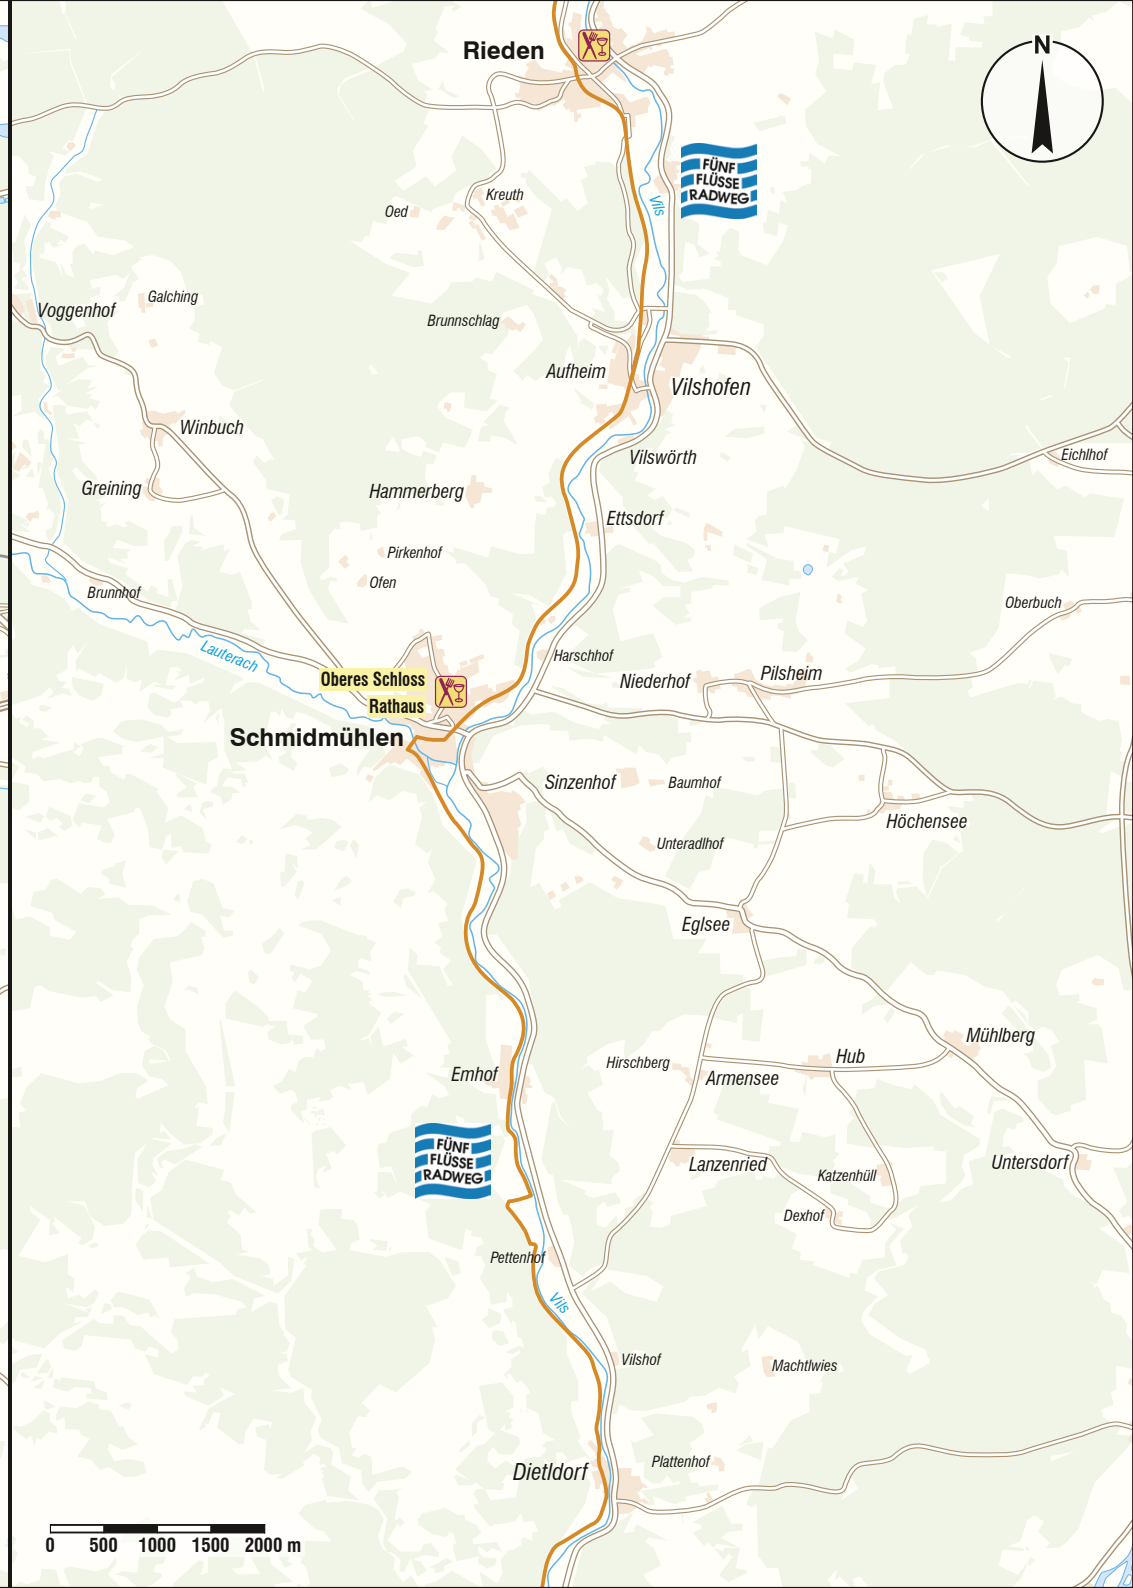 N
Rieden
FÜNF
FLÜSSE
RADWEG
Kreuth
Oed
Vils
Galching
Voggenhof
Brunnschlag
Aufheim
Vilshofen
Winbuch
Vilswörth
Eichlhof
Greining
Hammerberg
Ettsdorf
Pirkenhof
Ofen
Brunnhof
Oberbuch
Lauterach
Harschhof
Oberes Schloss
Niederhof
Pilsheim
Rathaus
Schmidmühlen
Sinzenhof
Baumhof
Höchensee
Unteradlhof
Eglsee
Mühlberg
Hub
Hirschberg
Emhof
Armensee
FÜNF
FLÜSSE
RADWEG
Lanzenried
Untersdorf
Katzenhüll
Dexhof
Pettenhof
Vils
Vilshof
Machtlwies
Plattenhof
Dietldorf
0 500 1000 1500 2000 m